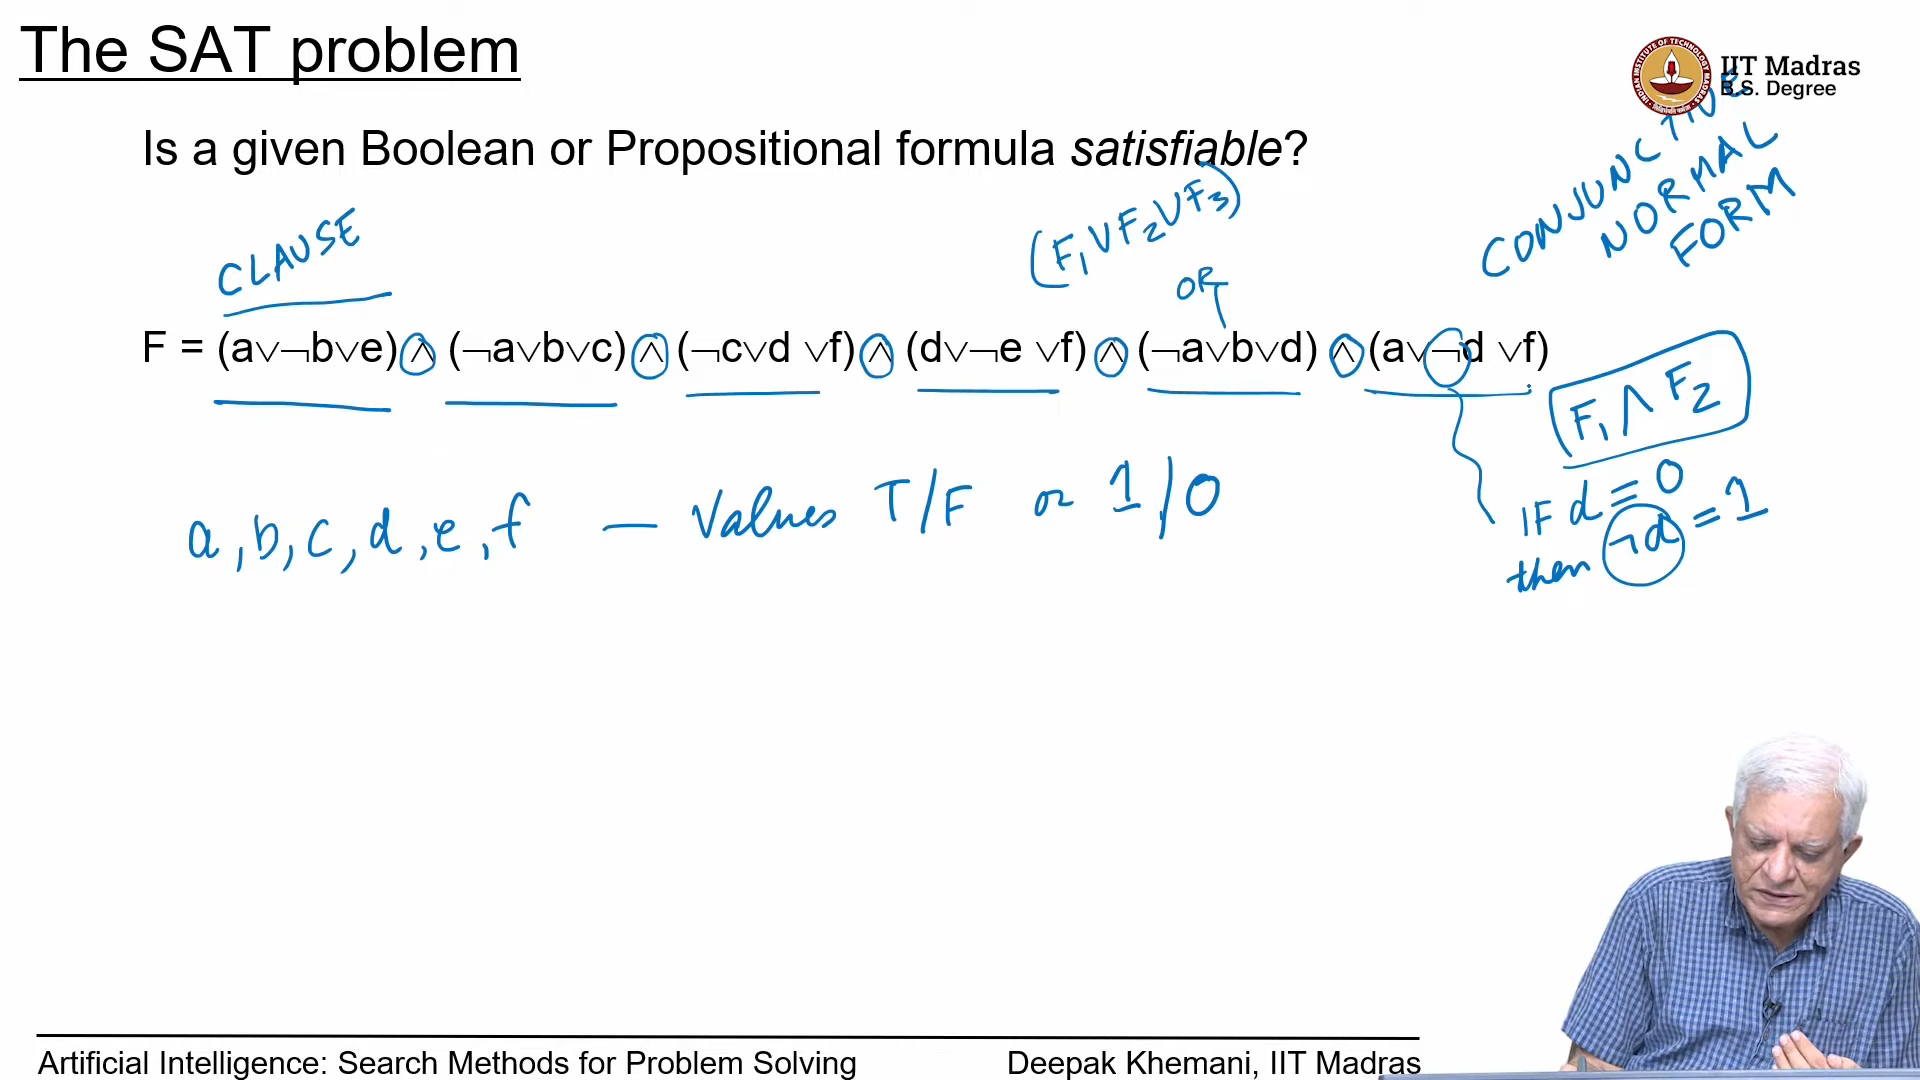 The SAT problem
IIT Madras
B.S. Degree
Is a given Boolean or Propositional formula satisfiable?
CONJUNCTIVE
NORMAL
FORM
CLAUSE
(F₁ ∨ F₂ ∨ F₃)
OR
F = (a∨¬b∨e) ∧ (¬a∨b∨c) ∧ (¬c∨d ∨f) ∧ (d∨¬e ∨f) ∧ (¬a∨b∨d) ∧ (a∨¬d ∨f)
F₁ ∧ F₂
a, b, c, d, e, f — Values T/F or 1/0
IF d = 0
then ¬d = 1
Artificial Intelligence: Search Methods for Problem Solving
Deepak Khemani, IIT Madras